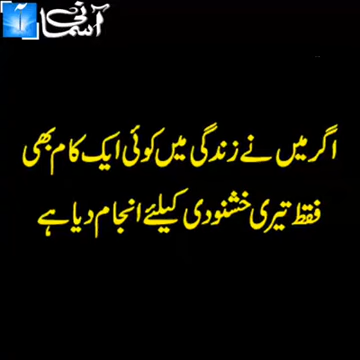 آسمانی
اگر میں نے زندگی میں کوئی ایک کام بھی
فقط تیری خشنودی کیلئے انجام دیا ہے